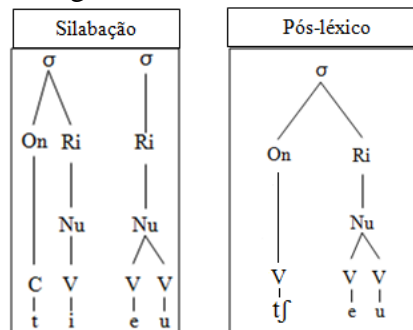 Silabação
Pós-léxico
σ σ
σ
On Ri Ri
On Ri
Nu Nu
Nu
C V V V
V V V
t i e u
tʃ e u